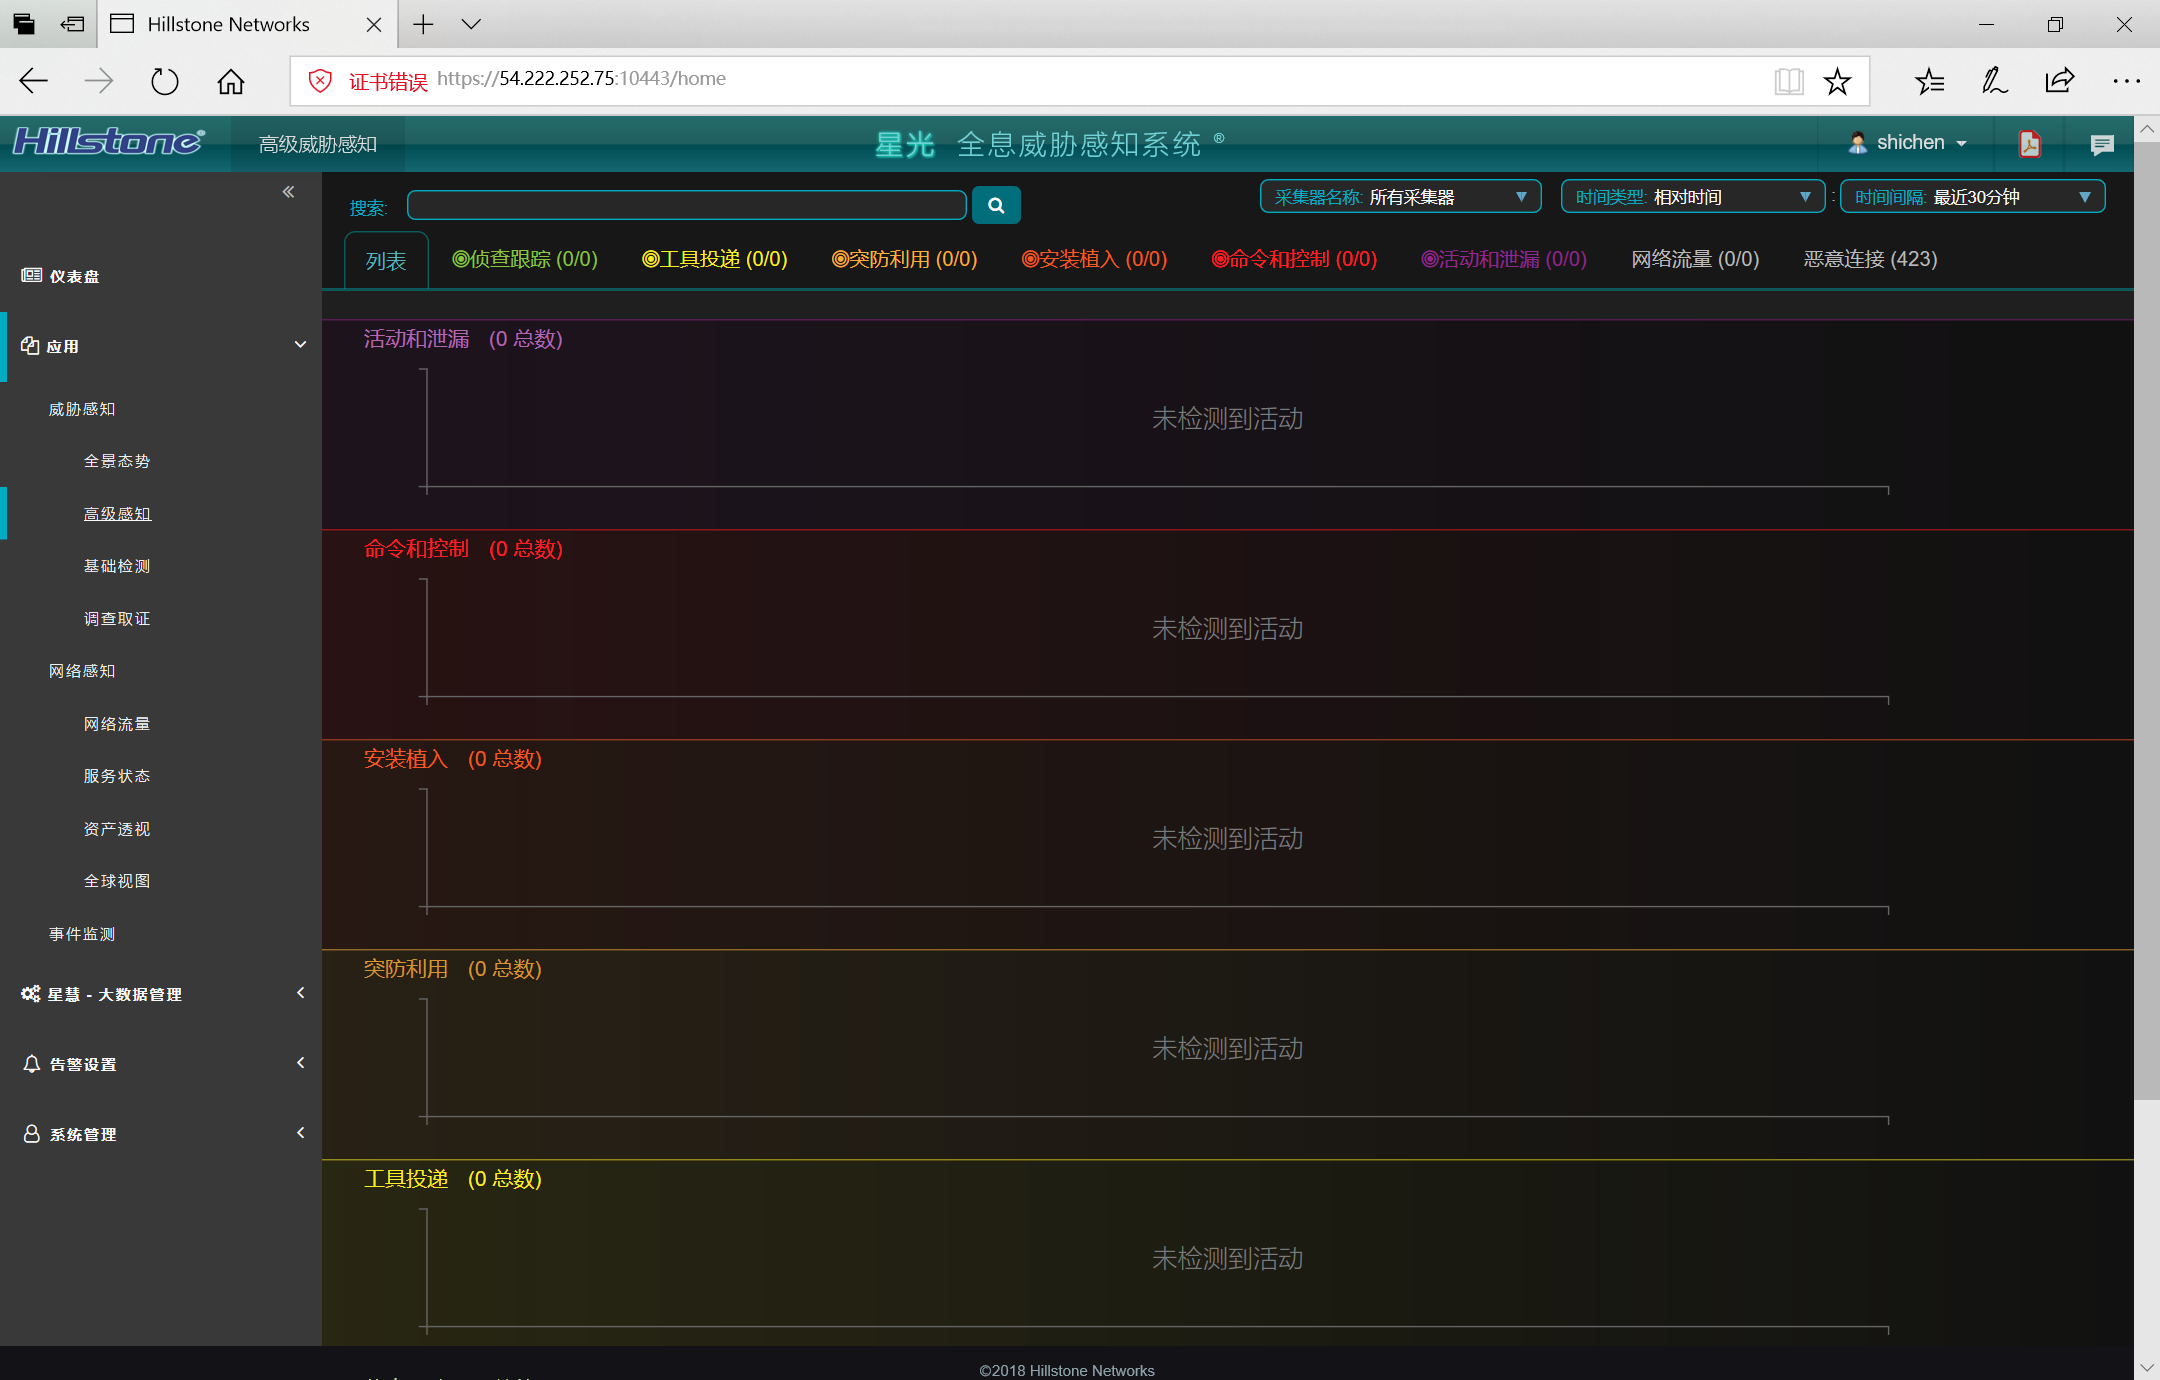 Hillstone Networks
证书错误 https://54.222.252.75:10443/home
Hillstone®
高级威胁感知
星光 全息威胁感知系统 ®
shichen
搜索:
采集器名称: 所有采集器 ▼
时间类型: 相对时间 ▼ :
时间间隔: 最近30分钟 ▼
列表
侦查跟踪 (0/0)
工具投递 (0/0)
突防利用 (0/0)
安装植入 (0/0)
命令和控制 (0/0)
活动和泄漏 (0/0)
网络流量 (0/0)
恶意连接 (423)
仪表盘
应用
威胁感知
全景态势
高级感知
基础检测
调查取证
网络感知
网络流量
服务状态
资产透视
全球视图
事件监测
星慧 - 大数据管理
告警设置
系统管理
活动和泄漏 (0 总数)
未检测到活动
命令和控制 (0 总数)
未检测到活动
安装植入 (0 总数)
未检测到活动
突防利用 (0 总数)
未检测到活动
工具投递 (0 总数)
未检测到活动
©2018 Hillstone Networks